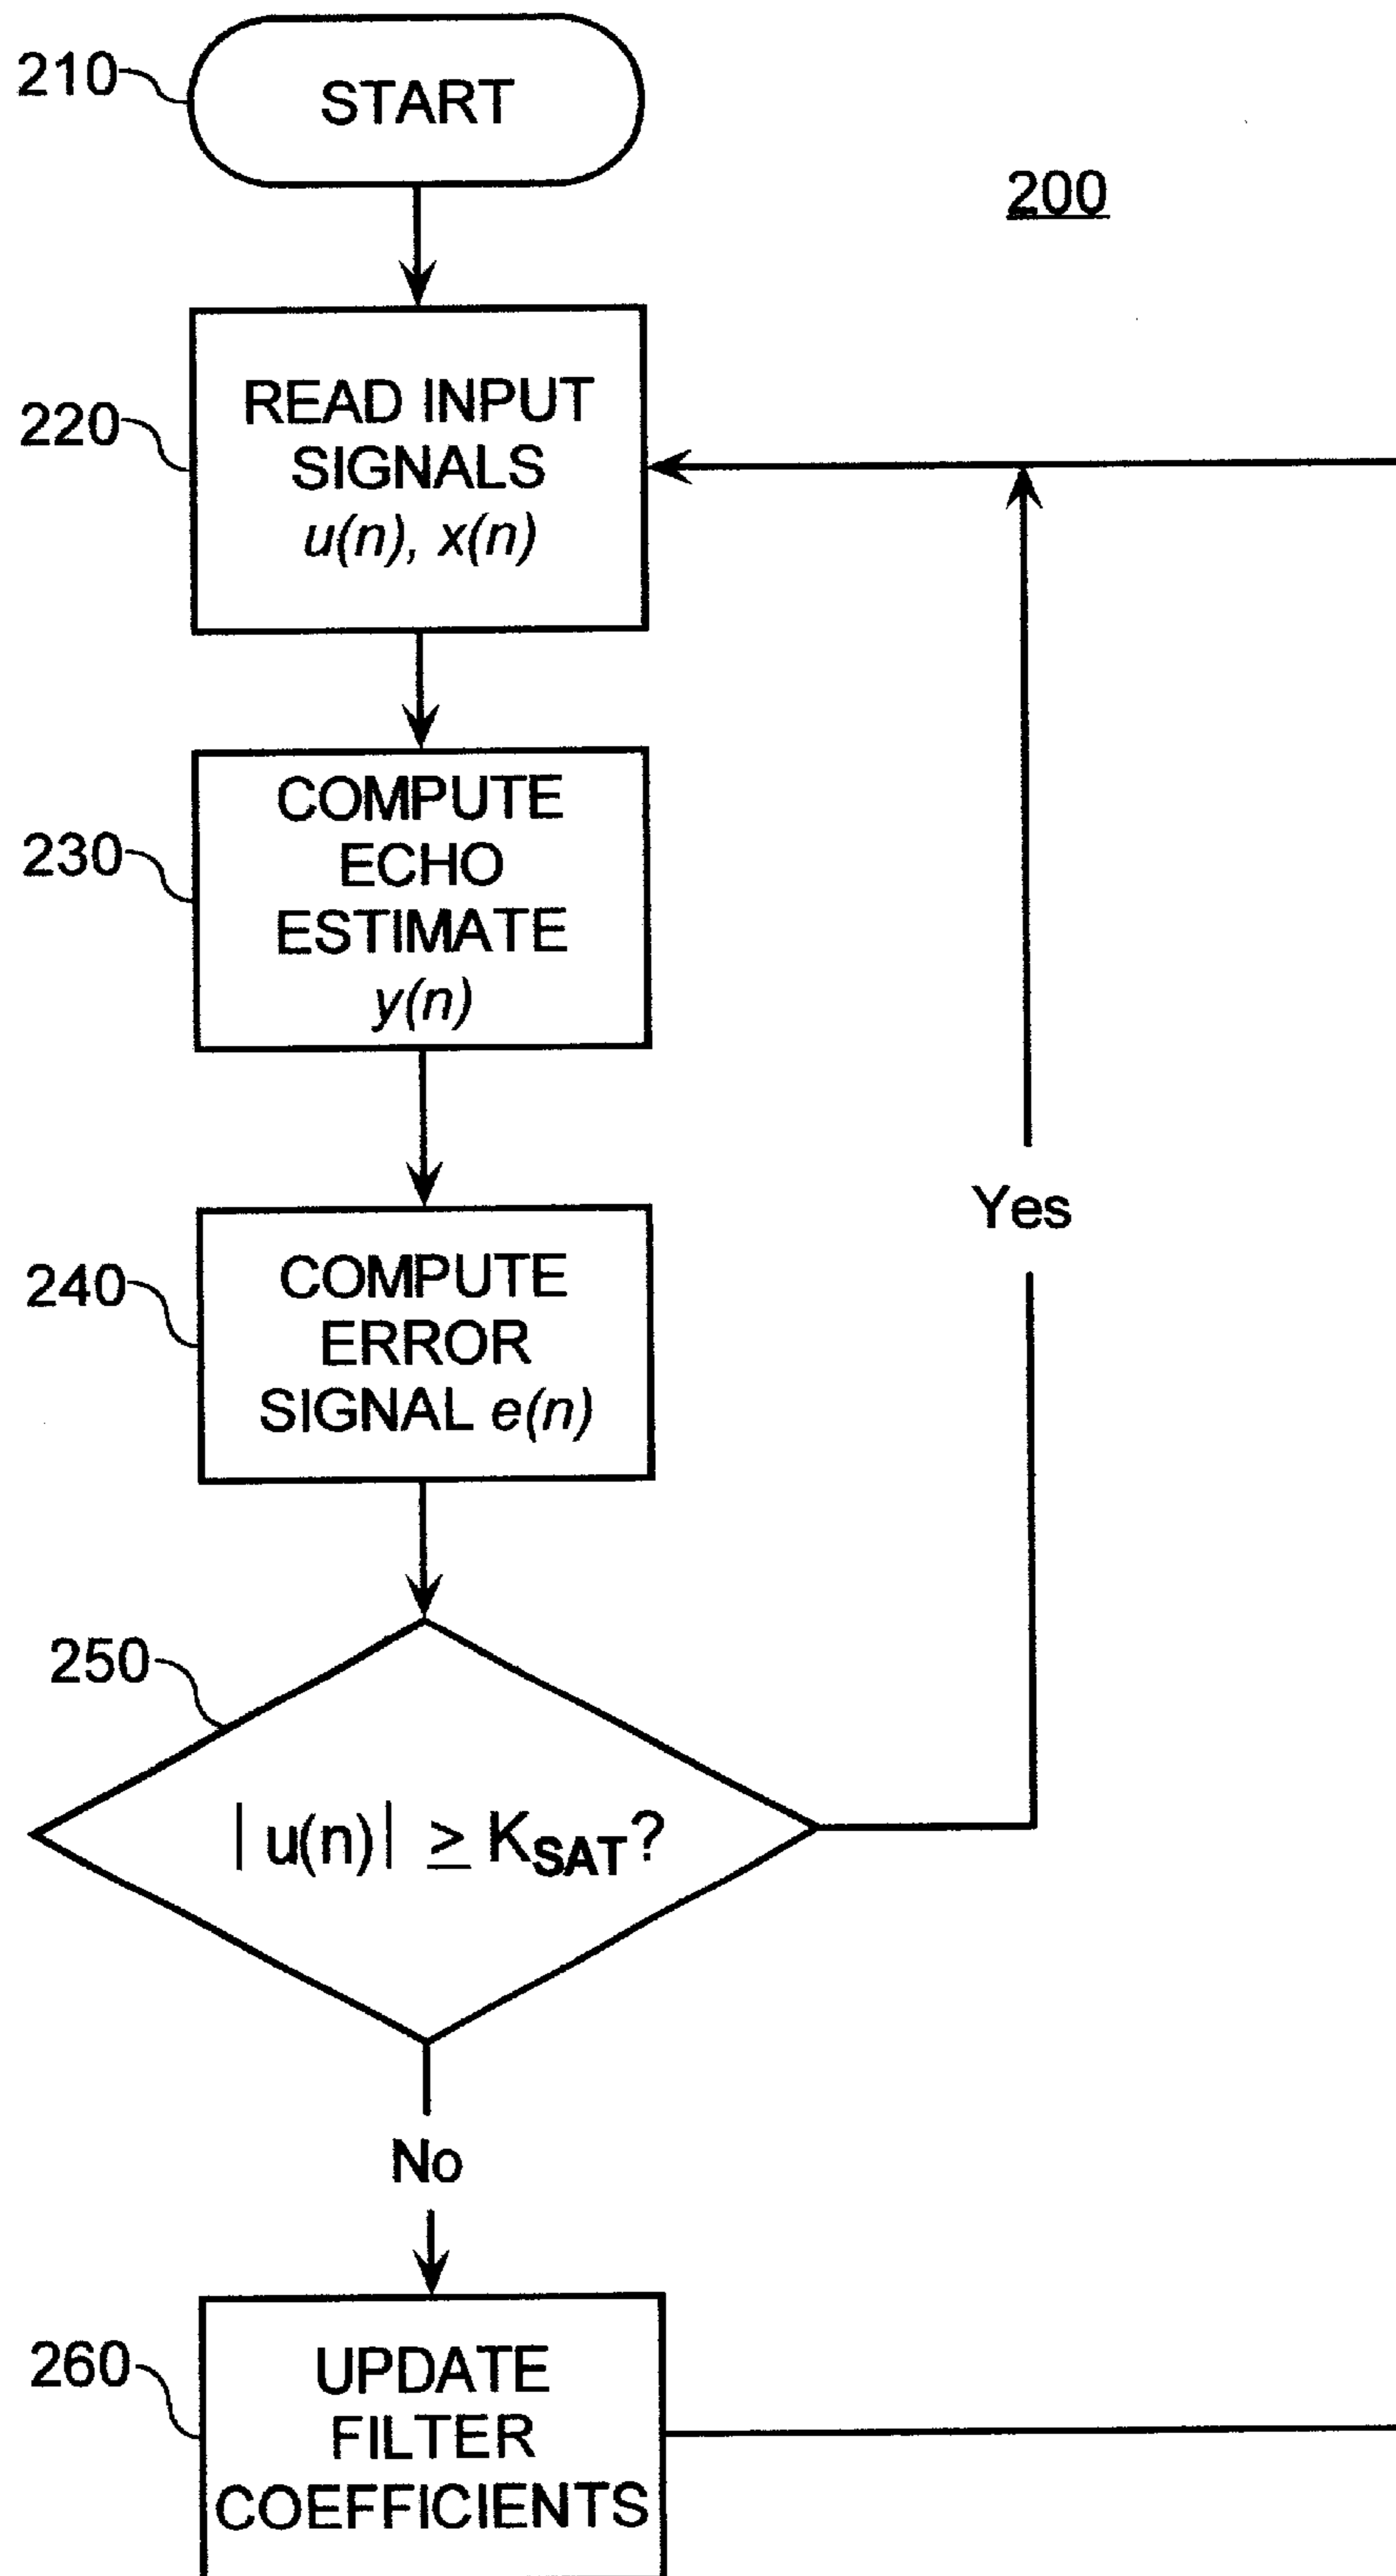 210
START
200
220
READ INPUT
SIGNALS
u(n), x(n)
230
COMPUTE
ECHO
ESTIMATE
y(n)
240
COMPUTE
ERROR
SIGNAL e(n)
Yes
250
|u(n)| ≥ K_SAT?
No
260
UPDATE
FILTER
COEFFICIENTS